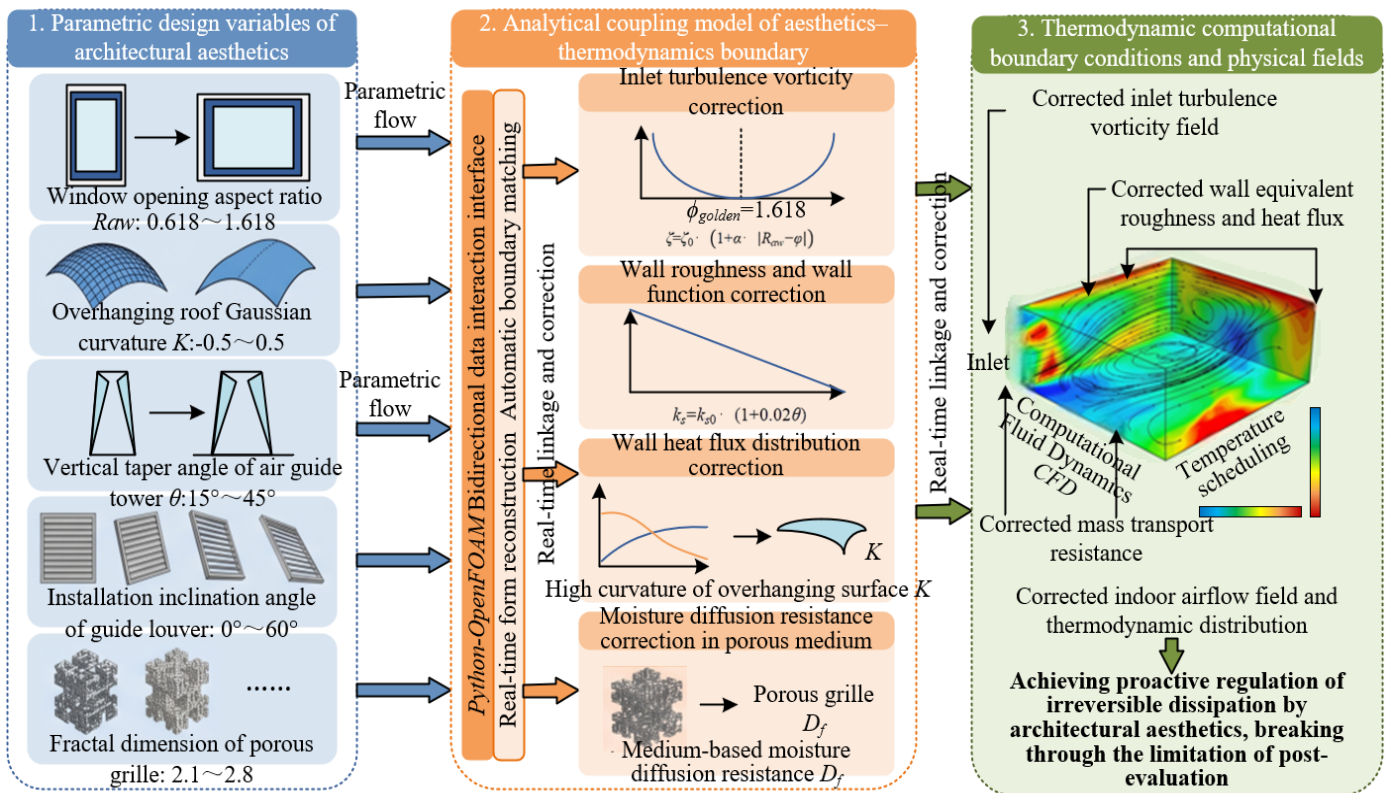 1. Parametric design variables of
architectural aesthetics
Window opening aspect ratio
Raw: 0.618～1.618
Overhanging roof Gaussian
curvature K:-0.5～0.5
Vertical taper angle of air guide
tower θ:15°～45°
Installation inclination angle
of guide louver: 0°～60°
......
Fractal dimension of porous
grille: 2.1～2.8
Parametric
flow
Parametric
flow
2. Analytical coupling model of aesthetics–
thermodynamics boundary
Python-OpenFOAM Bidirectional data interaction interface
Real-time form reconstruction Automatic boundary matching
Real-time linkage and correction
Inlet turbulence vorticity
correction
ϕgolden=1.618
ζ=ζ0· (1+α· |Raw−φ|)
Wall roughness and wall
function correction
ks=ks0· (1+0.02θ)
Wall heat flux distribution
correction
K
High curvature of overhanging surface K
Moisture diffusion resistance
correction in porous medium
Porous grille
Df
Medium-based moisture
diffusion resistance Df
Real-time linkage and correction
3. Thermodynamic computational
boundary conditions and physical fields
Corrected inlet turbulence
vorticity field
Corrected wall equivalent
roughness and heat flux
Inlet
Computational
Fluid Dynamics
CFD
Temperature
scheduling
Corrected mass transport
resistance
Corrected indoor airflow field and
thermodynamic distribution
Achieving proactive regulation of
irreversible dissipation by
architectural aesthetics, breaking
through the limitation of post-
evaluation